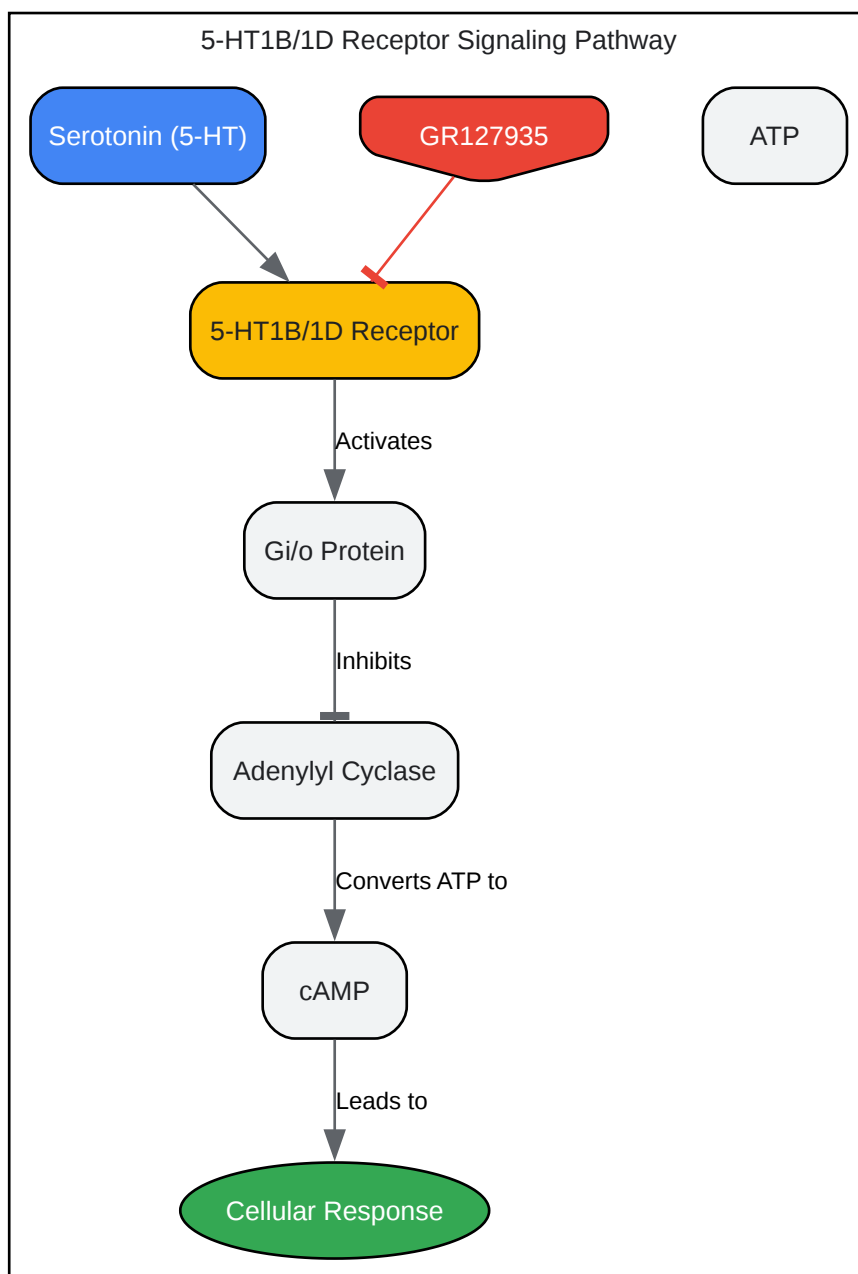 5-HT1B/1D Receptor Signaling Pathway
Serotonin (5-HT)
GR127935
ATP
5-HT1B/1D Receptor
Activates
Gi/o Protein
Inhibits
Adenylyl Cyclase
Converts ATP to
cAMP
Leads to
Cellular Response